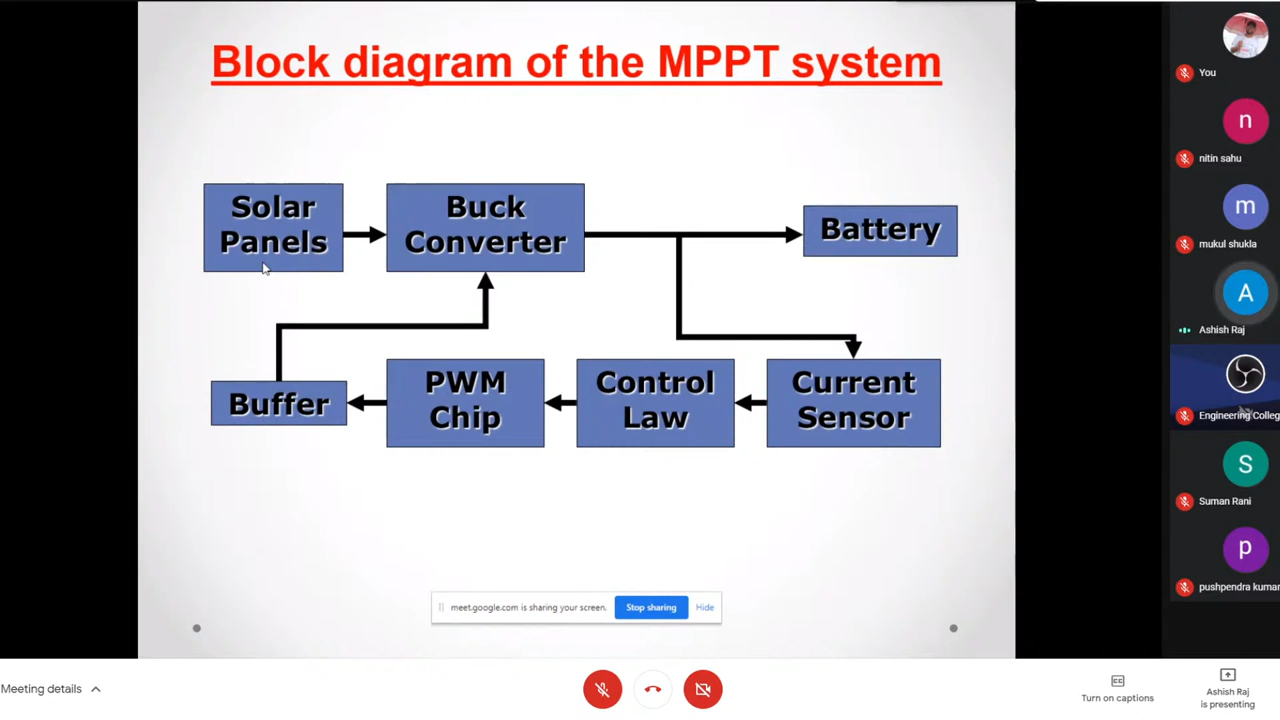 Block diagram of the MPPT system
Solar
Panels
Buck
Converter
Battery
Buffer
PWM
Chip
Control
Law
Current
Sensor
meet.google.com is sharing your screen.
Stop sharing
Hide
You
n
nitin sahu
m
mukul shukla
A
Ashish Raj
Engineering Colleg
S
Suman Rani
p
pushpendra kumar
Meeting details
CC
Turn on captions
Ashish Raj
is presenting